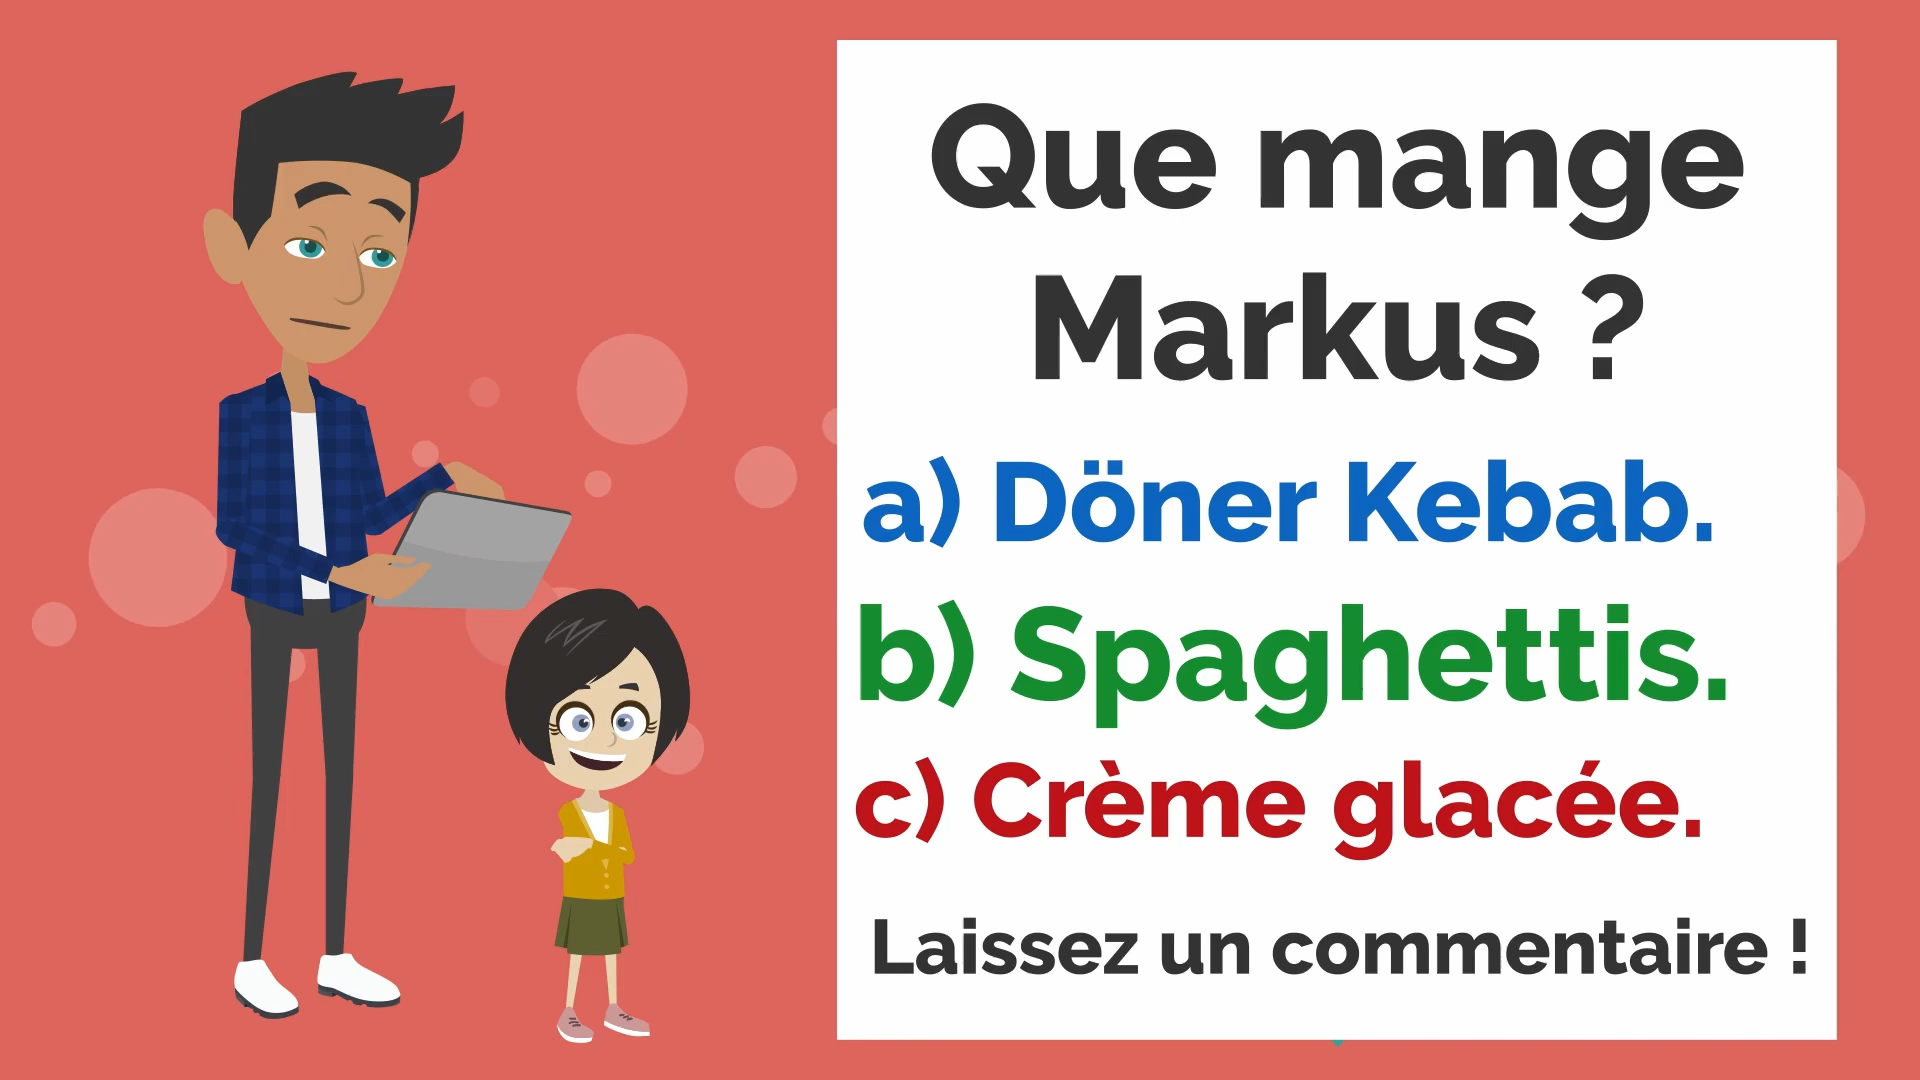 Que mange
Markus ?
a) Döner Kebab.
b) Spaghettis.
c) Crème glacée.
Laissez un commentaire !